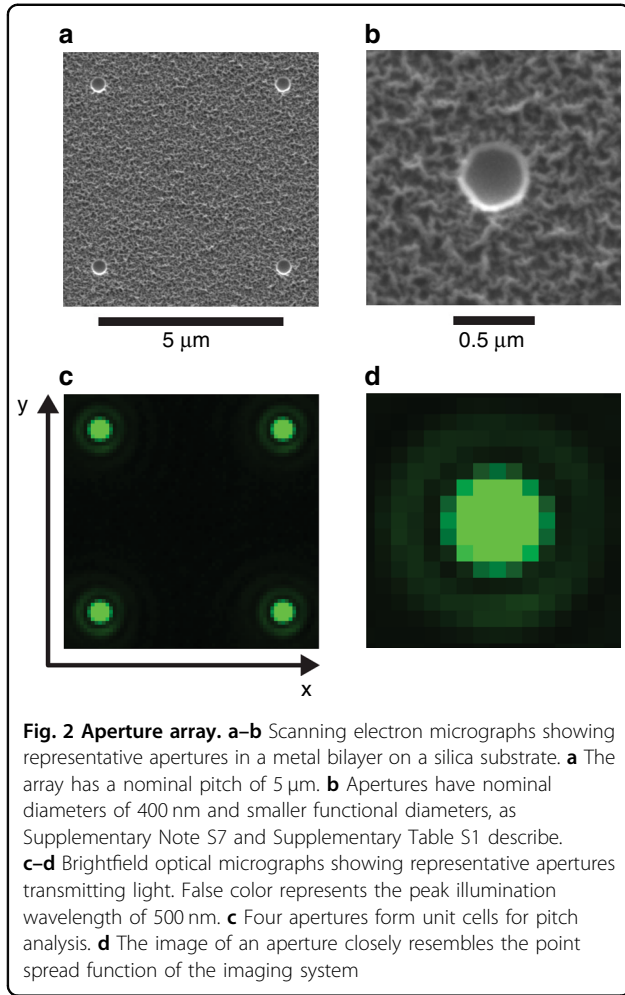 a
b
5 μm
0.5 μm
c
d
y
x
Fig. 2 Aperture array. a–b Scanning electron micrographs showing
representative apertures in a metal bilayer on a silica substrate. a The
array has a nominal pitch of 5 μm. b Apertures have nominal
diameters of 400 nm and smaller functional diameters, as
Supplementary Note S7 and Supplementary Table S1 describe.
c–d Brightfield optical micrographs showing representative apertures
transmitting light. False color represents the peak illumination
wavelength of 500 nm. c Four apertures form unit cells for pitch
analysis. d The image of an aperture closely resembles the point
spread function of the imaging system